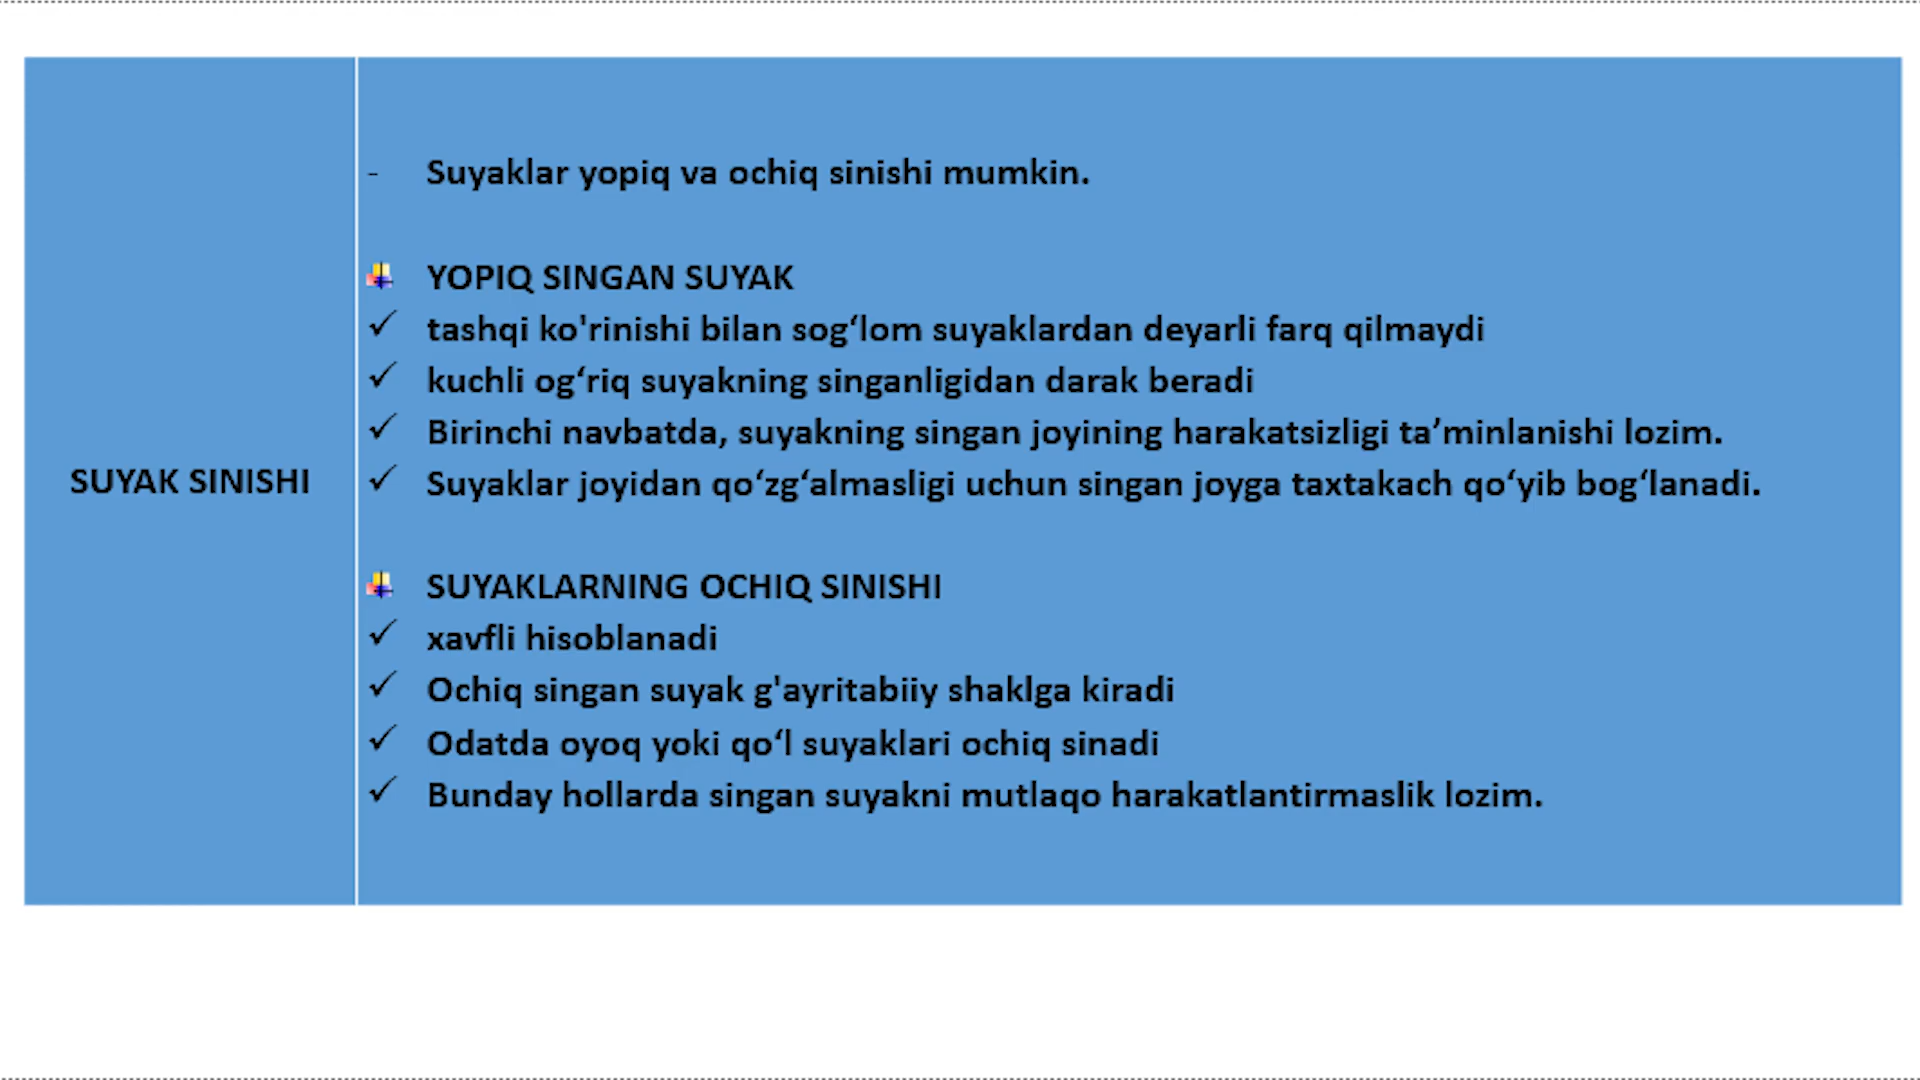 SUYAK SINISHI
- Suyaklar yopiq va ochiq sinishi mumkin.
YOPIQ SINGAN SUYAK
✓ tashqi ko'rinishi bilan sog‘lom suyaklardan deyarli farq qilmaydi
✓ kuchli og‘riq suyakning singanligidan darak beradi
✓ Birinchi navbatda, suyakning singan joyining harakatsizligi ta’minlanishi lozim.
✓ Suyaklar joyidan qo‘zg‘almasligi uchun singan joyga taxtakach qo‘yib bog‘lanadi.
SUYAKLARNING OCHIQ SINISHI
✓ xavfli hisoblanadi
✓ Ochiq singan suyak g'ayritabiiy shaklga kiradi
✓ Odatda oyoq yoki qo‘l suyaklari ochiq sinadi
✓ Bunday hollarda singan suyakni mutlaqo harakatlantirmaslik lozim.